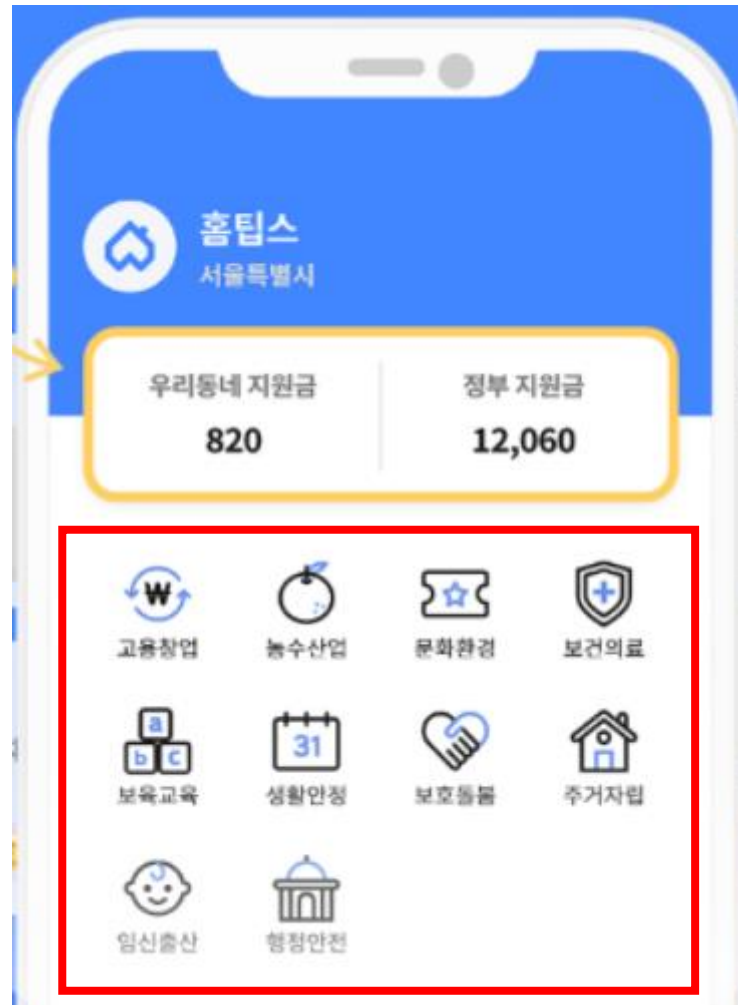 홈팁스
서울특별시
우리동네 지원금 정부 지원금
820 12,060
₩
고용창업 농수산업 문화환경 보건의료
a
b c 31
보육교육 생활안정 보호돌봄 주거자립
임신출산 행정안전